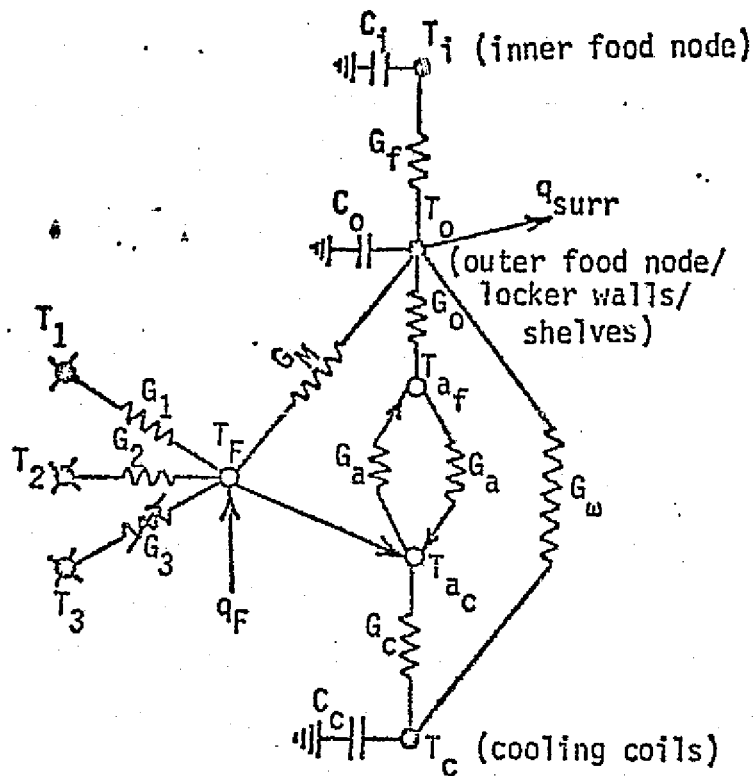 C_i
T_i (inner food node)
G_f
q_surr
C_o
T_o
(outer food node/
locker walls/
shelves)
G_o
T_1
G_M
T_a_f
G_1
T_F
G_2
T_2
G_a
G_a
G_ω
G_3
T_3
q_F
T_a_c
G_c
C_c
T_c (cooling coils)